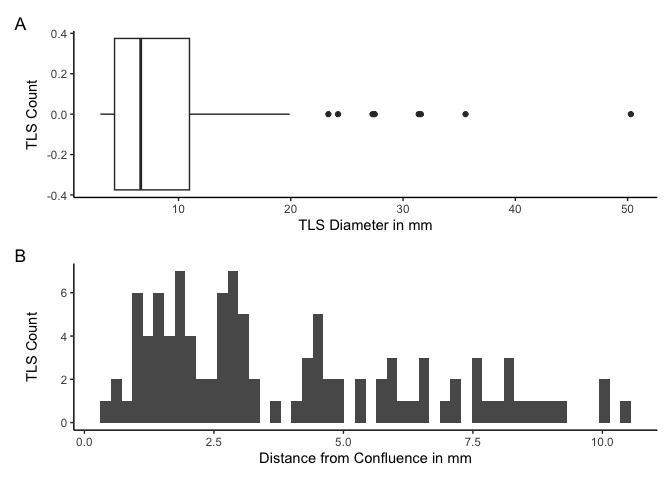 A
0.4
0.2
0.0
-0.2
-0.4
TLS Count
10 20 30 40 50
TLS Diameter in mm
B
6
4
2
0
TLS Count
0.0 2.5 5.0 7.5 10.0
Distance from Confluence in mm